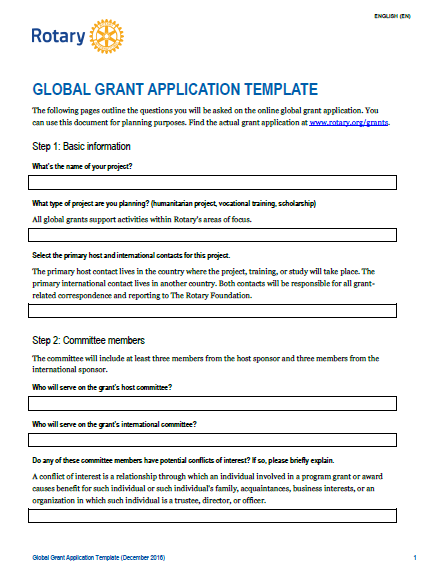 ENGLISH (EN)
Rotary
GLOBAL GRANT APPLICATION TEMPLATE
The following pages outline the questions you will be asked on the online global grant application. You
can use this document for planning purposes. Find the actual grant application at www.rotary.org/grants.
Step 1: Basic information
What's the name of your project?
What type of project are you planning? (humanitarian project, vocational training, scholarship)
All global grants support activities within Rotary's areas of focus.
Select the primary host and international contacts for this project.
The primary host contact lives in the country where the project, training, or study will take place. The
primary international contact lives in another country. Both contacts will be responsible for all grant-
related correspondence and reporting to The Rotary Foundation.
Step 2: Committee members
The committee will include at least three members from the host sponsor and three members from the
international sponsor.
Who will serve on the grant's host committee?
Who will serve on the grant's international committee?
Do any of these committee members have potential conflicts of interest? If so, please briefly explain.
A conflict of interest is a relationship through which an individual involved in a program grant or award
causes benefit for such individual or such individual's family, acquaintances, business interests, or an
organization in which such individual is a trustee, director, or officer.
Global Grant Application Template (December 2016)
1